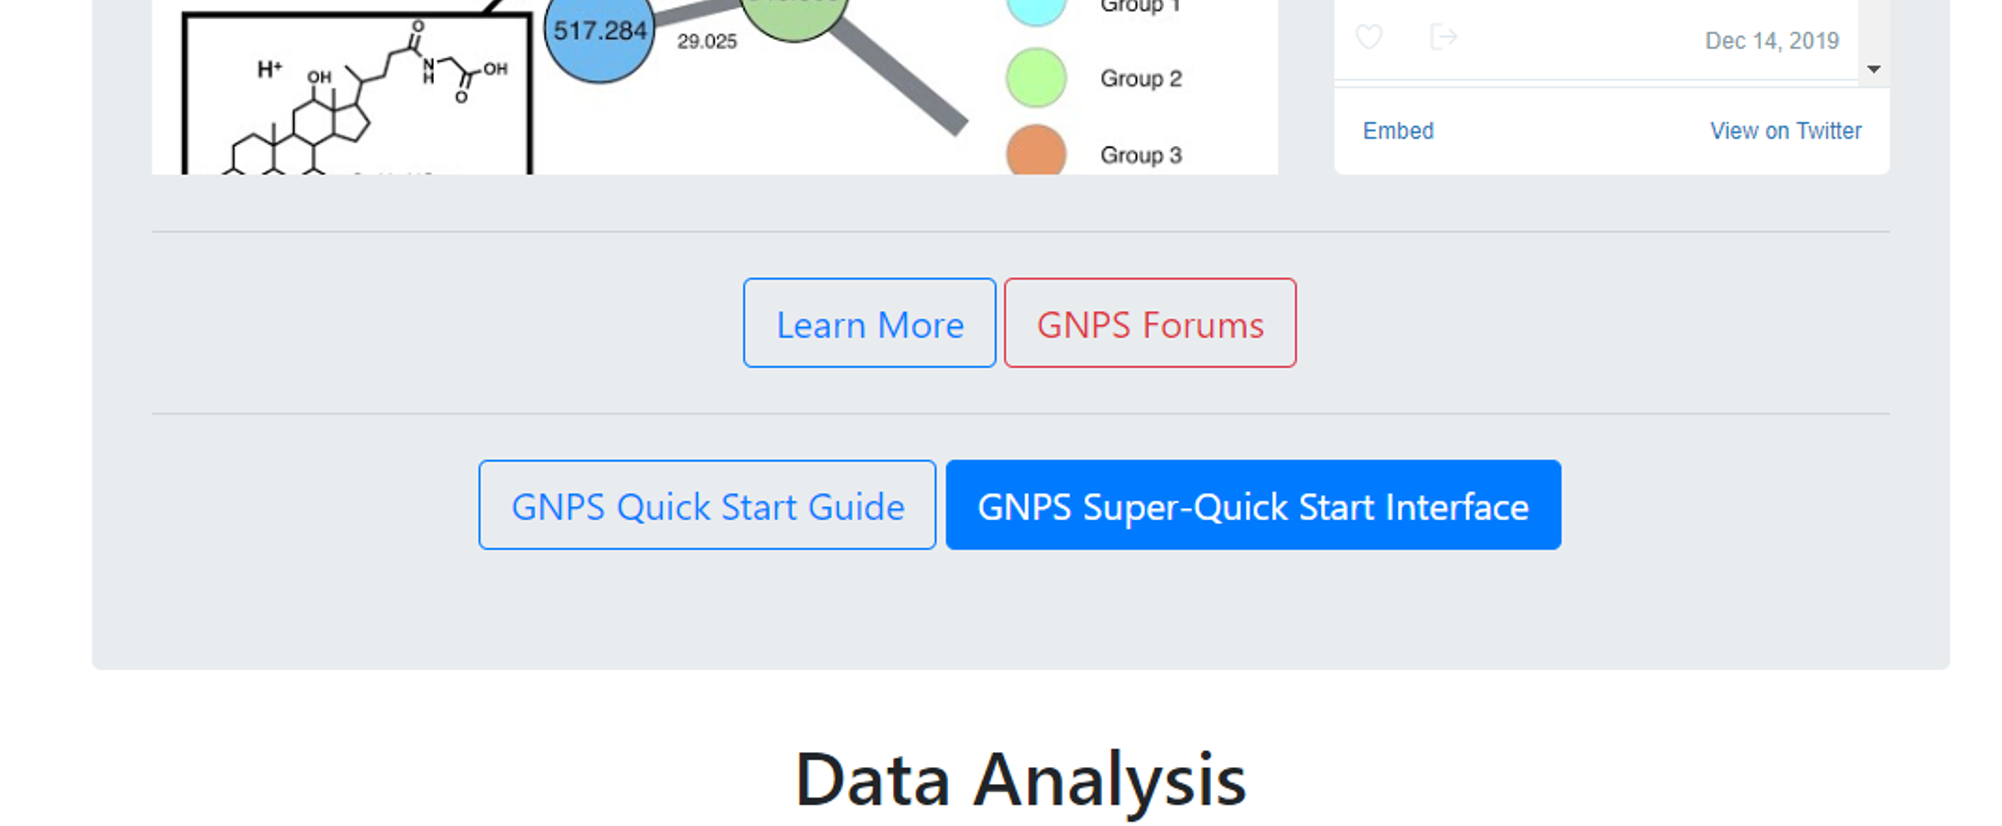 517.284
29.025
Group 1
Group 2
Group 3
H+
OH
O
N
H
O
OH
Dec 14, 2019
Embed
View on Twitter
Learn More
GNPS Forums
GNPS Quick Start Guide
GNPS Super-Quick Start Interface
Data Analysis